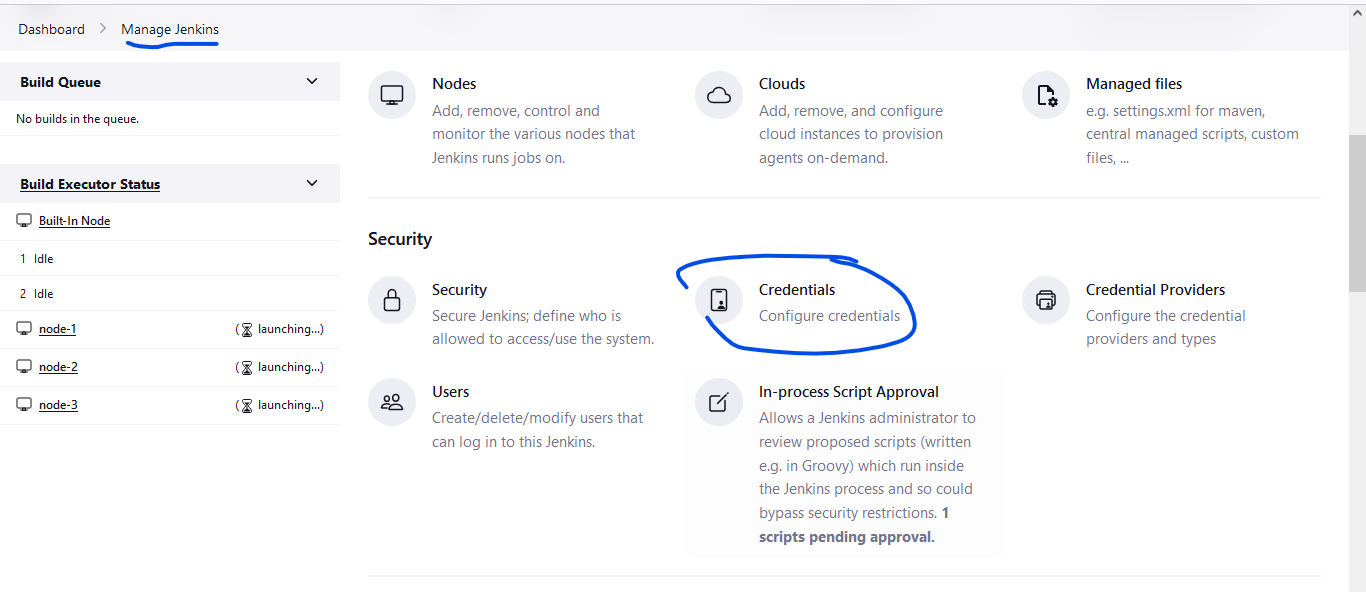 Dashboard > Manage Jenkins
Build Queue
No builds in the queue.
Build Executor Status
Built-In Node
1 Idle
2 Idle
node-1 ( launching...)
node-2 ( launching...)
node-3 ( launching...)
Nodes
Add, remove, control and
monitor the various nodes that
Jenkins runs jobs on.
Clouds
Add, remove, and configure
cloud instances to provision
agents on-demand.
Managed files
e.g. settings.xml for maven,
central managed scripts, custom
files, ...
Security
Security
Secure Jenkins; define who is
allowed to access/use the system.
Credentials
Configure credentials
Credential Providers
Configure the credential
providers and types
Users
Create/delete/modify users that
can log in to this Jenkins.
In-process Script Approval
Allows a Jenkins administrator to
review proposed scripts (written
e.g. in Groovy) which run inside
the Jenkins process and so could
bypass security restrictions. 1
scripts pending approval.